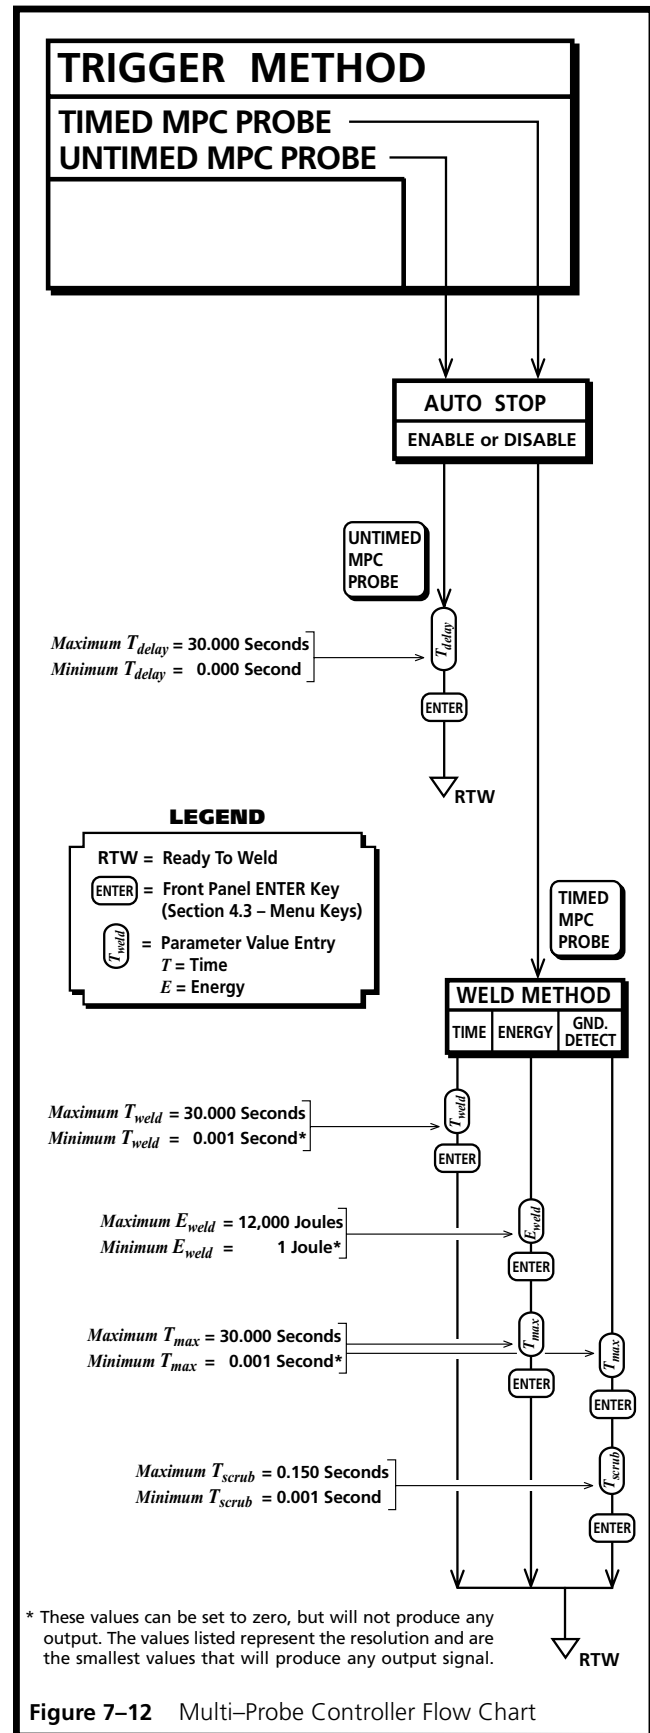 TRIGGER METHOD
TIMED MPC PROBE
UNTIMED MPC PROBE
AUTO STOP
ENABLE or DISABLE
UNTIMED
MPC
PROBE
Maximum Tdelay = 30.000 Seconds
Minimum Tdelay = 0.000 Second
Tdelay
ENTER
RTW
LEGEND
RTW = Ready To Weld
ENTER = Front Panel ENTER Key
(Section 4.3 – Menu Keys)
Tweld = Parameter Value Entry
T = Time
E = Energy
TIMED
MPC
PROBE
WELD METHOD
TIME ENERGY GND.
DETECT
Maximum Tweld = 30.000 Seconds
Minimum Tweld = 0.001 Second*
Tweld
ENTER
Maximum Eweld = 12,000 Joules
Minimum Eweld = 1 Joule*
Eweld
ENTER
Maximum Tmax = 30.000 Seconds
Minimum Tmax = 0.001 Second*
Tmax
Tmax
ENTER
ENTER
Maximum Tscrub = 0.150 Seconds
Minimum Tscrub = 0.001 Second
Tscrub
ENTER
* These values can be set to zero, but will not produce any
output. The values listed represent the resolution and are
the smallest values that will produce any output signal.
RTW
Figure 7–12 Multi–Probe Controller Flow Chart